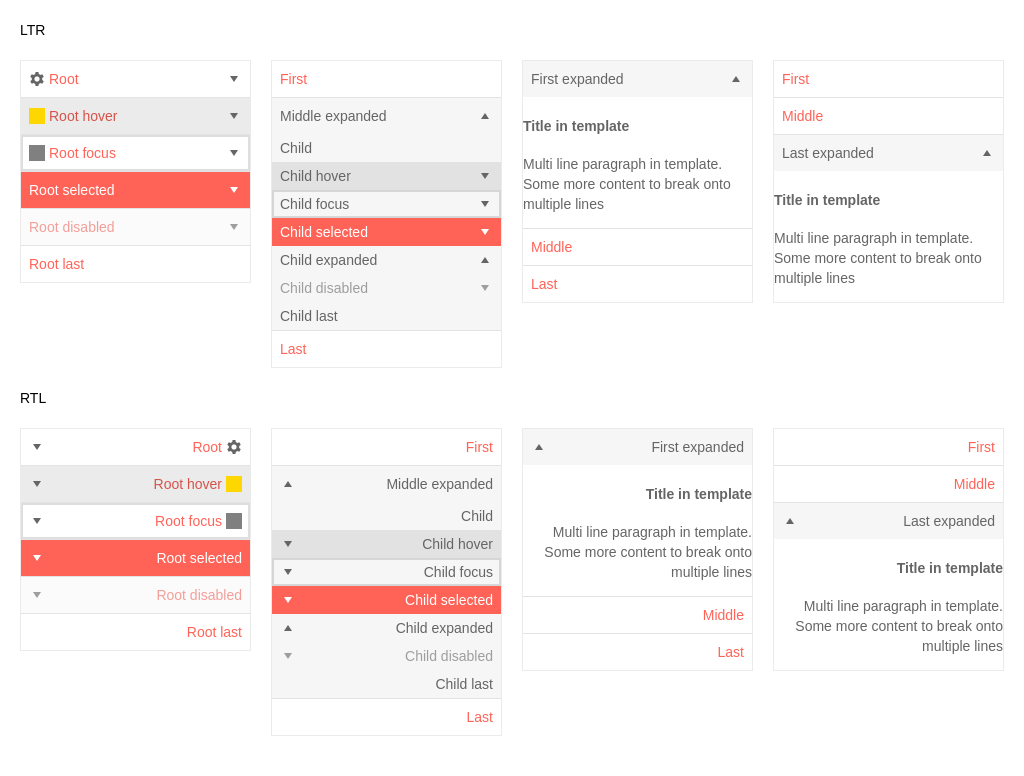 LTR
Root
Root hover
Root focus
Root selected
Root disabled
Root last
First
Middle expanded
Child
Child hover
Child focus
Child selected
Child expanded
Child disabled
Child last
Last
First expanded
Title in template
Multi line paragraph in template.
Some more content to break onto
multiple lines
Middle
Last
First
Middle
Last expanded
Title in template
Multi line paragraph in template.
Some more content to break onto
multiple lines
RTL
Root
Root hover
Root focus
Root selected
Root disabled
Root last
First
Middle expanded
Child
Child hover
Child focus
Child selected
Child expanded
Child disabled
Child last
Last
First expanded
Title in template
Multi line paragraph in template.
Some more content to break onto
multiple lines
Middle
Last
First
Middle
Last expanded
Title in template
Multi line paragraph in template.
Some more content to break onto
multiple lines